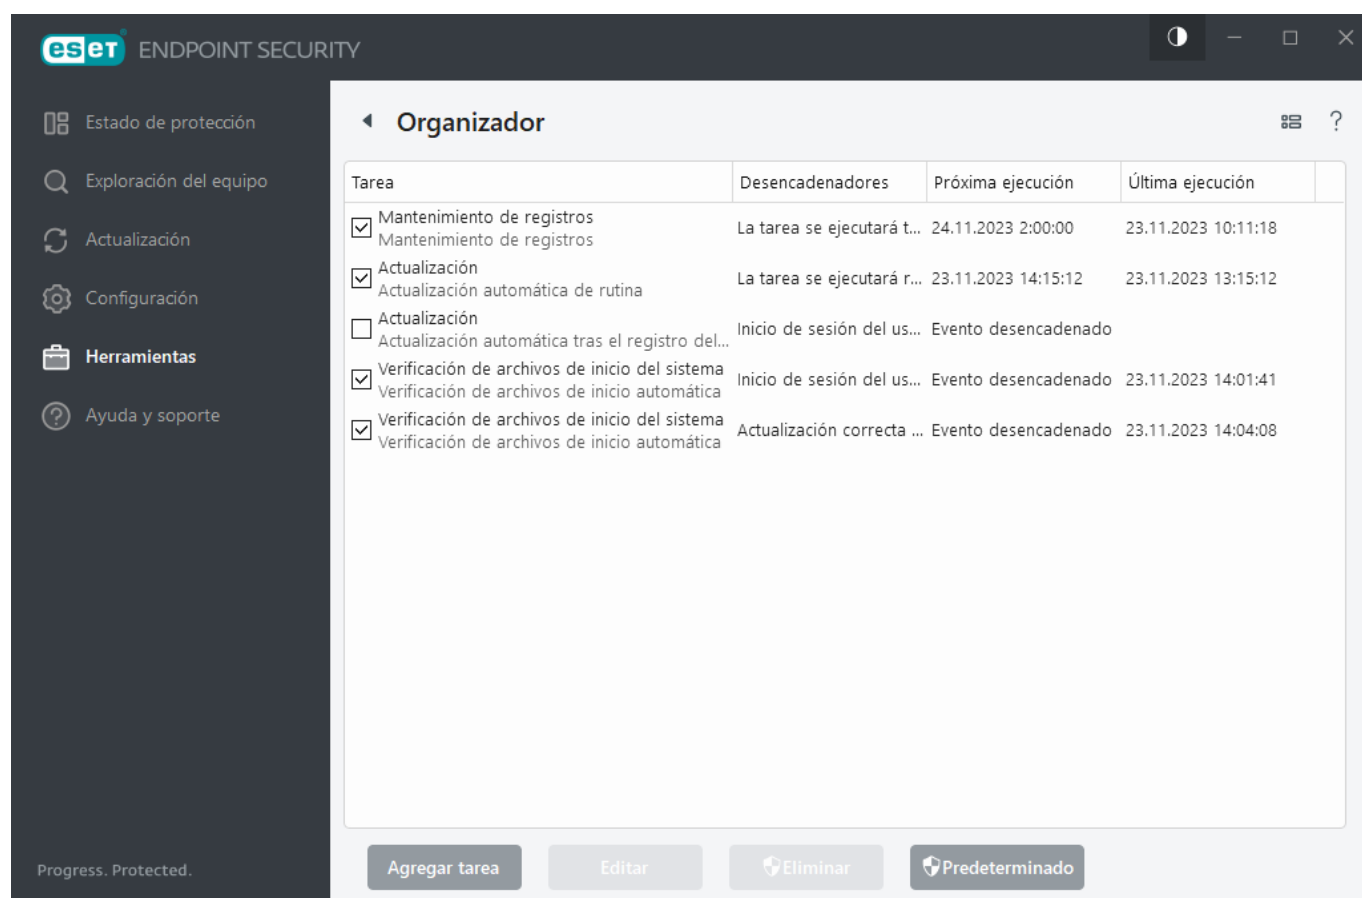 eset ENDPOINT SECURITY
Estado de protección
Exploración del equipo
Actualización
Configuración
Herramientas
Ayuda y soporte
Progress. Protected.
Organizador
?
Tarea Desencadenadores Próxima ejecución Última ejecución
Mantenimiento de registros
Mantenimiento de registros
La tarea se ejecutará t... 24.11.2023 2:00:00 23.11.2023 10:11:18
Actualización
Actualización automática de rutina
La tarea se ejecutará r... 23.11.2023 14:15:12 23.11.2023 13:15:12
Actualización
Actualización automática tras el registro del...
Inicio de sesión del us... Evento desencadenado
Verificación de archivos de inicio del sistema
Verificación de archivos de inicio automática
Inicio de sesión del us... Evento desencadenado 23.11.2023 14:01:41
Verificación de archivos de inicio del sistema
Verificación de archivos de inicio automática
Actualización correcta ... Evento desencadenado 23.11.2023 14:04:08
Agregar tarea Editar Eliminar Predeterminado